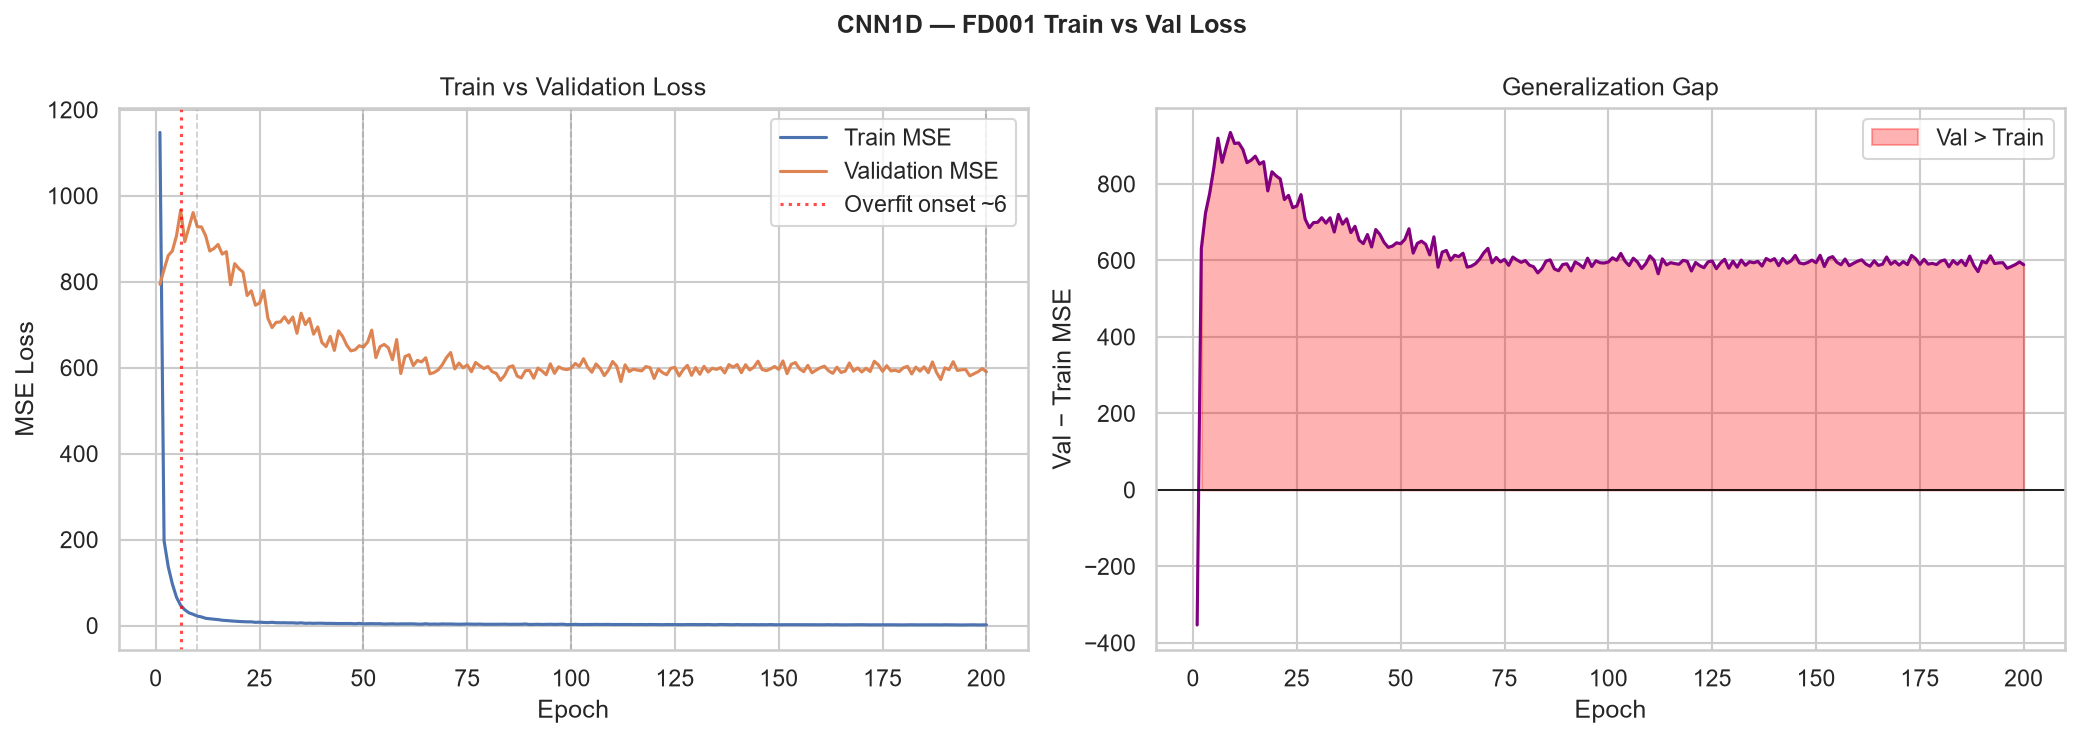 CNN1D — FD001 Train vs Val Loss
Train vs Validation Loss
1200
1000
800
600
400
200
0
MSE Loss
Train MSE
Validation MSE
Overfit onset ~6
0 25 50 75 100 125 150 175 200
Epoch
Generalization Gap
800
600
400
200
0
−200
−400
Val − Train MSE
Val > Train
0 25 50 75 100 125 150 175 200
Epoch